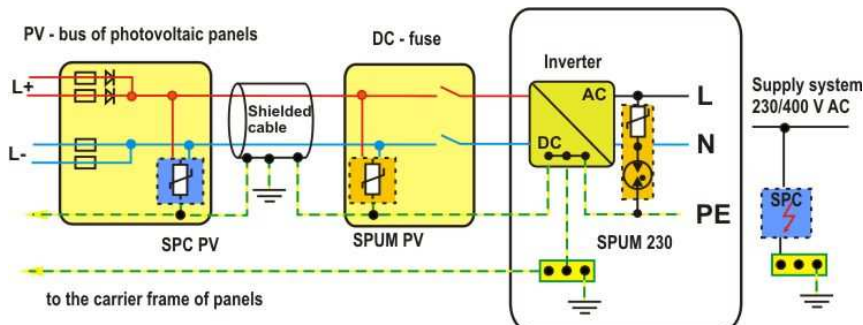 PV - bus of photovoltaic panels
DC - fuse
Inverter
L+
L-
Shielded
cable
AC
DC
L
N
PE
Supply system
230/400 V AC
SPC
SPC PV
SPUM PV
SPUM 230
to the carrier frame of panels